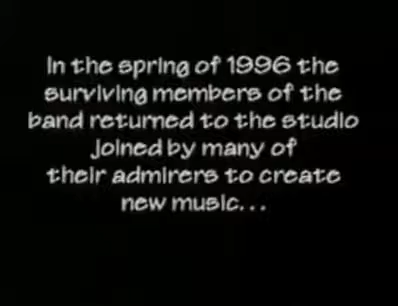 In the spring of 1996 the
surviving members of the
band returned to the studio
joined by many of
their admirers to create
new music...